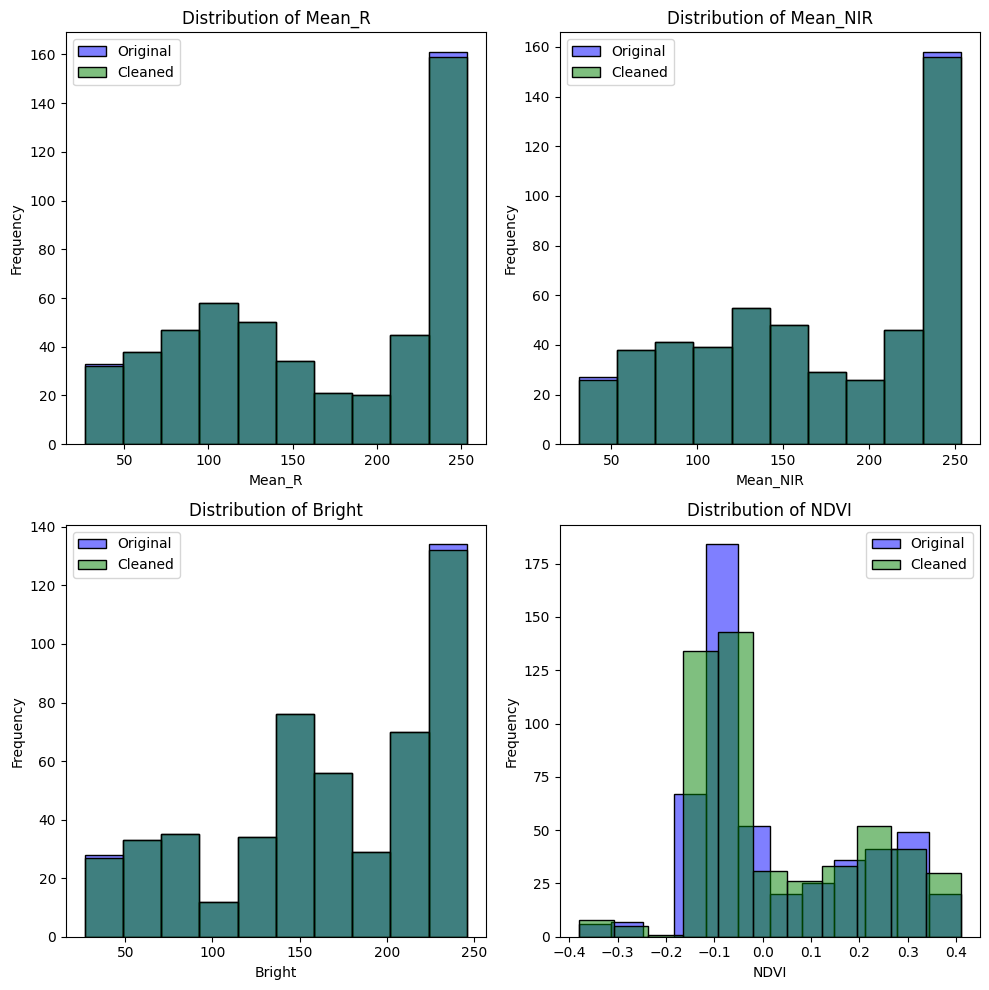 Distribution of Mean_R
Original
Cleaned
160
140
120
100
80
60
40
20
0
Frequency
50 100 150 200 250
Mean_R
Distribution of Mean_NIR
Original
Cleaned
160
140
120
100
80
60
40
20
0
Frequency
50 100 150 200 250
Mean_NIR
Distribution of Bright
Original
Cleaned
140
120
100
80
60
40
20
0
Frequency
50 100 150 200 250
Bright
Distribution of NDVI
Original
Cleaned
175
150
125
100
75
50
25
0
Frequency
−0.4 −0.3 −0.2 −0.1 0.0 0.1 0.2 0.3 0.4
NDVI